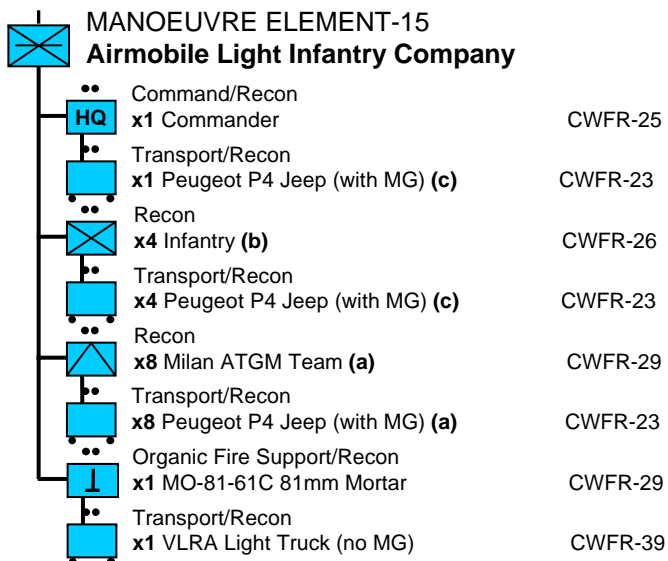 MANOEUVRE ELEMENT-15
Airmobile Light Infantry Company
Command/Recon
HQ x1 Commander CWFR-25
Transport/Recon
x1 Peugeot P4 Jeep (with MG) (c) CWFR-23
Recon
x4 Infantry (b) CWFR-26
Transport/Recon
x4 Peugeot P4 Jeep (with MG) (c) CWFR-23
Recon
x8 Milan ATGM Team (a) CWFR-29
Transport/Recon
x8 Peugeot P4 Jeep (with MG) (a) CWFR-23
Organic Fire Support/Recon
x1 MO-81-61C 81mm Mortar CWFR-29
Transport/Recon
x1 VLRA Light Truck (no MG) CWFR-39